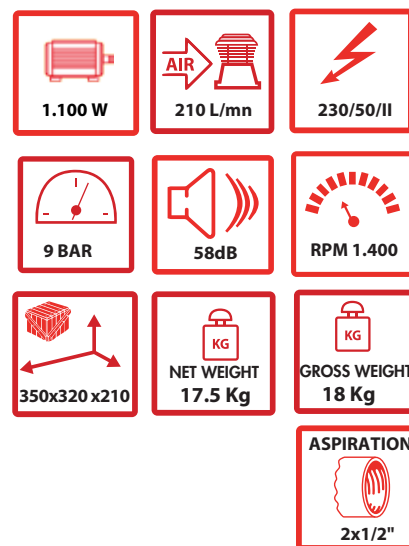 1.100 W
AIR
210 L/mn
230/50/II
9 BAR
58dB
RPM 1.400
350x320 x210
KG
NET WEIGHT
17.5 Kg
KG
GROSS WEIGHT
18 Kg
ASPIRATION
2x1/2"